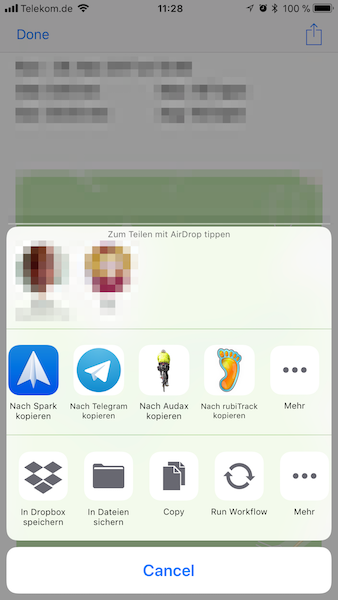 Telekom.de 11:28 100 %
Done
Zum Teilen mit AirDrop tippen
Nach Spark
kopieren
Nach Telegram
kopieren
Nach Audax
kopieren
Nach rubiTrack
kopieren
Mehr
In Dropbox
speichern
In Dateien
sichern
Copy
Run Workflow
Mehr
Cancel